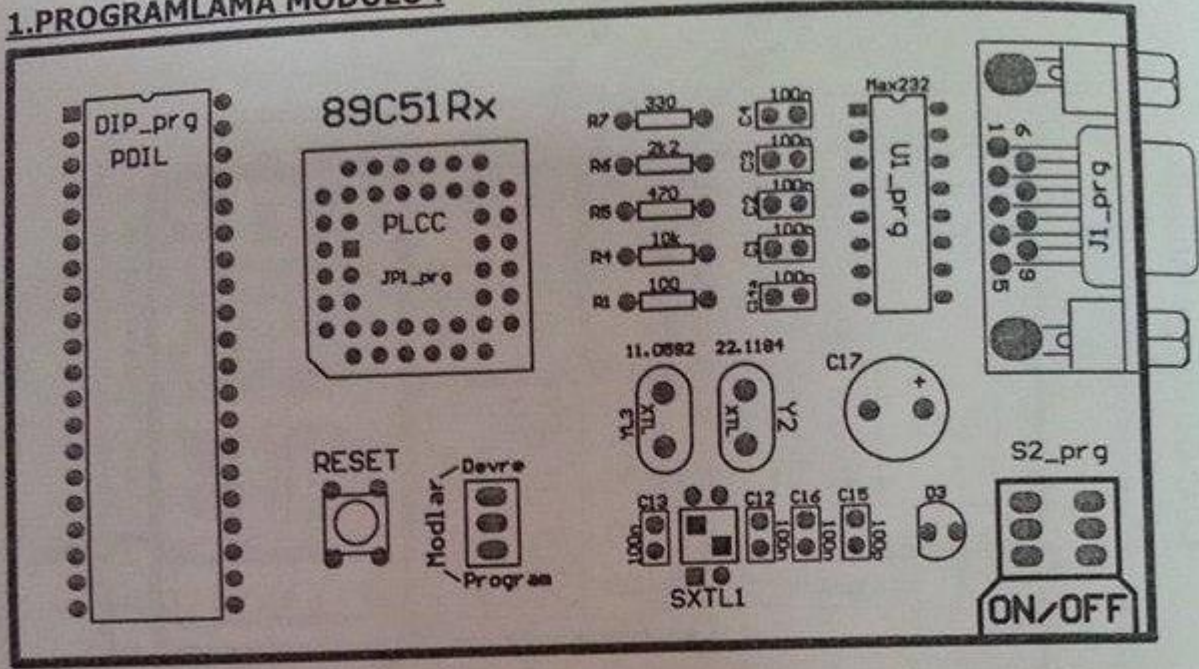 1.PROGRAMLAMA MODÜLÜ :
DIP_prg
PDIL
89C51Rx
PLCC
JP1_prg
R7 330
R6 2k2
R5 470
R4 10k
R1 100
C4 100n
C3 100n
C2 100n
100n
100n
Max232
U1_prg
1
6
5
9
J1_prg
11.0592
22.1184
XTL
XTL
Y2
C17
+
RESET
Modlar
Devre
Program
C13
100n
SXTL1
C12
100n
C16
100n
C15
100n
D3
S2_prg
ON/OFF